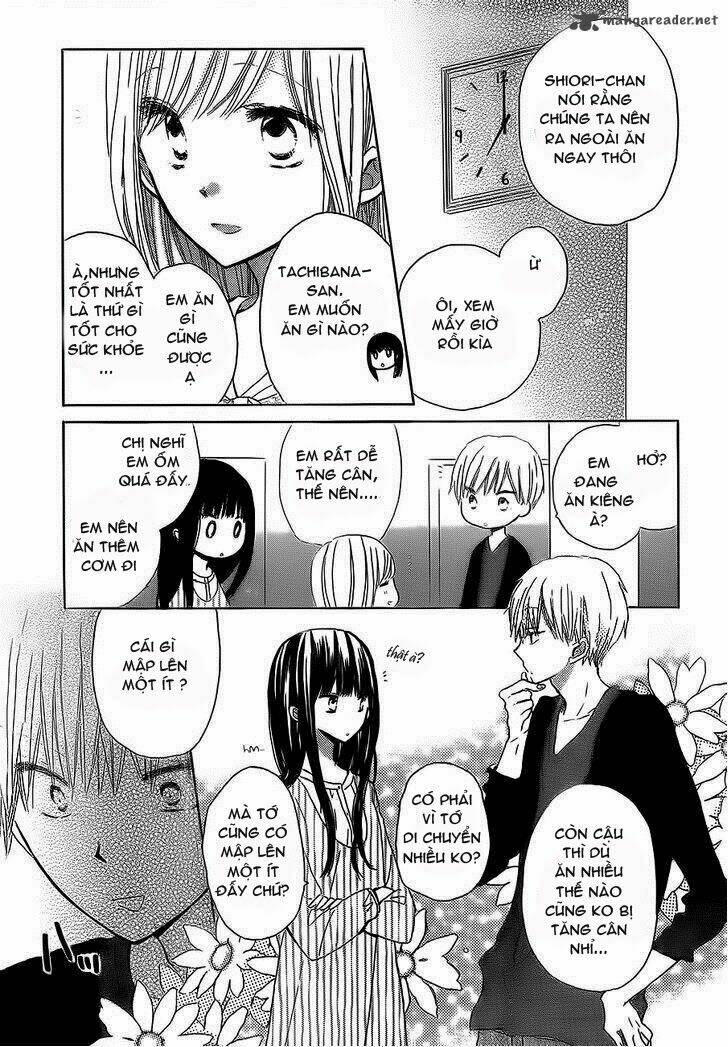 mangareader.net
SHIORI-CHAN
NÓI RẰNG
CHÚNG TA NÊN
RA NGOÀI ĂN
NGAY THÔI
12
9
6
Ừ
ÔI, XEM
MẤY GIỜ
RỒI KÌA
TACHIBANA-
SAN.
EM MUỐN
ĂN GÌ NÀO?
EM ĂN
GÌ
CŨNG
ĐƯỢC
Ạ
À,NHƯNG
TỐT NHẤT
LÀ THỨ GÌ
TỐT CHO
SỨC KHỎE
...
HỞ?
EM
ĐANG
ĂN KIÊNG
À?
EM RẤT DỄ
TĂNG CÂN,
THẾ NÊN....
CHỊ NGHĨ
EM ỐM
QUÁ ĐẤY.
EM NÊN
ĂN THÊM
CƠM ĐI
CÒN CẬU
THÌ DÙ
ĂN NHIỀU
THẾ NÀO
CŨNG KO BỊ
TĂNG CÂN
NHỈ...
thật à?
CÓ PHẢI
VÌ TỚ
DI CHUYỂN
NHIỀU KO?
HM...
MÀ TỚ
CŨNG CÓ
MẬP LÊN
MỘT ÍT
ĐẤY CHỨ?
CÁI GÌ
MẬP LÊN
MỘT ÍT ?